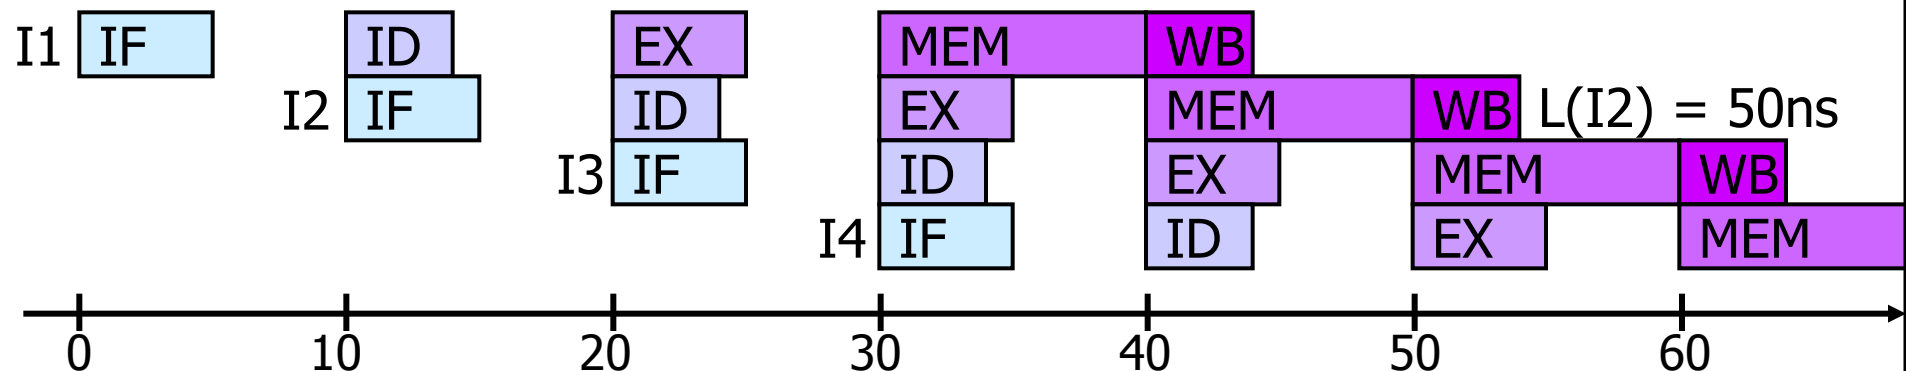 I1 IF ID EX MEM WB
I2 IF ID EX MEM WB L(I2) = 50ns
I3 IF ID EX MEM WB
I4 IF ID EX MEM
0 10 20 30 40 50 60